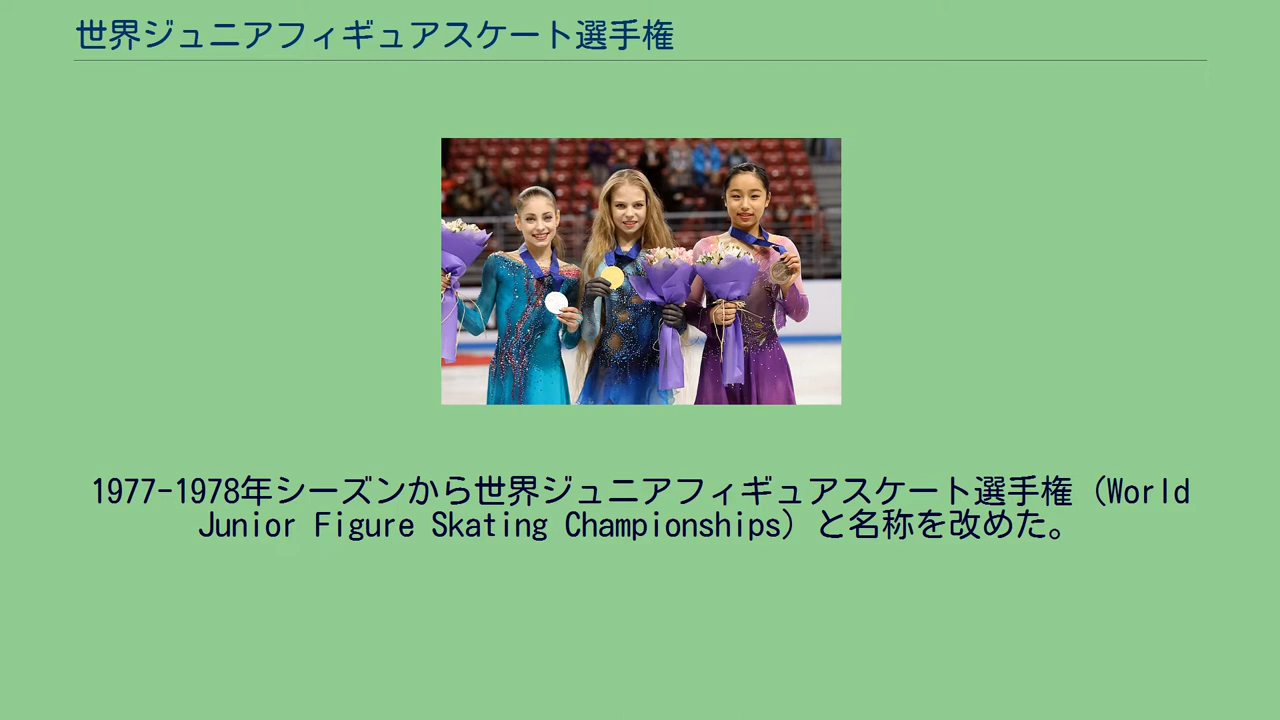 世界ジュニアフィギュアスケート選手権
1977-1978年シーズンから世界ジュニアフィギュアスケート選手権（World
Junior Figure Skating Championships）と名称を改めた。